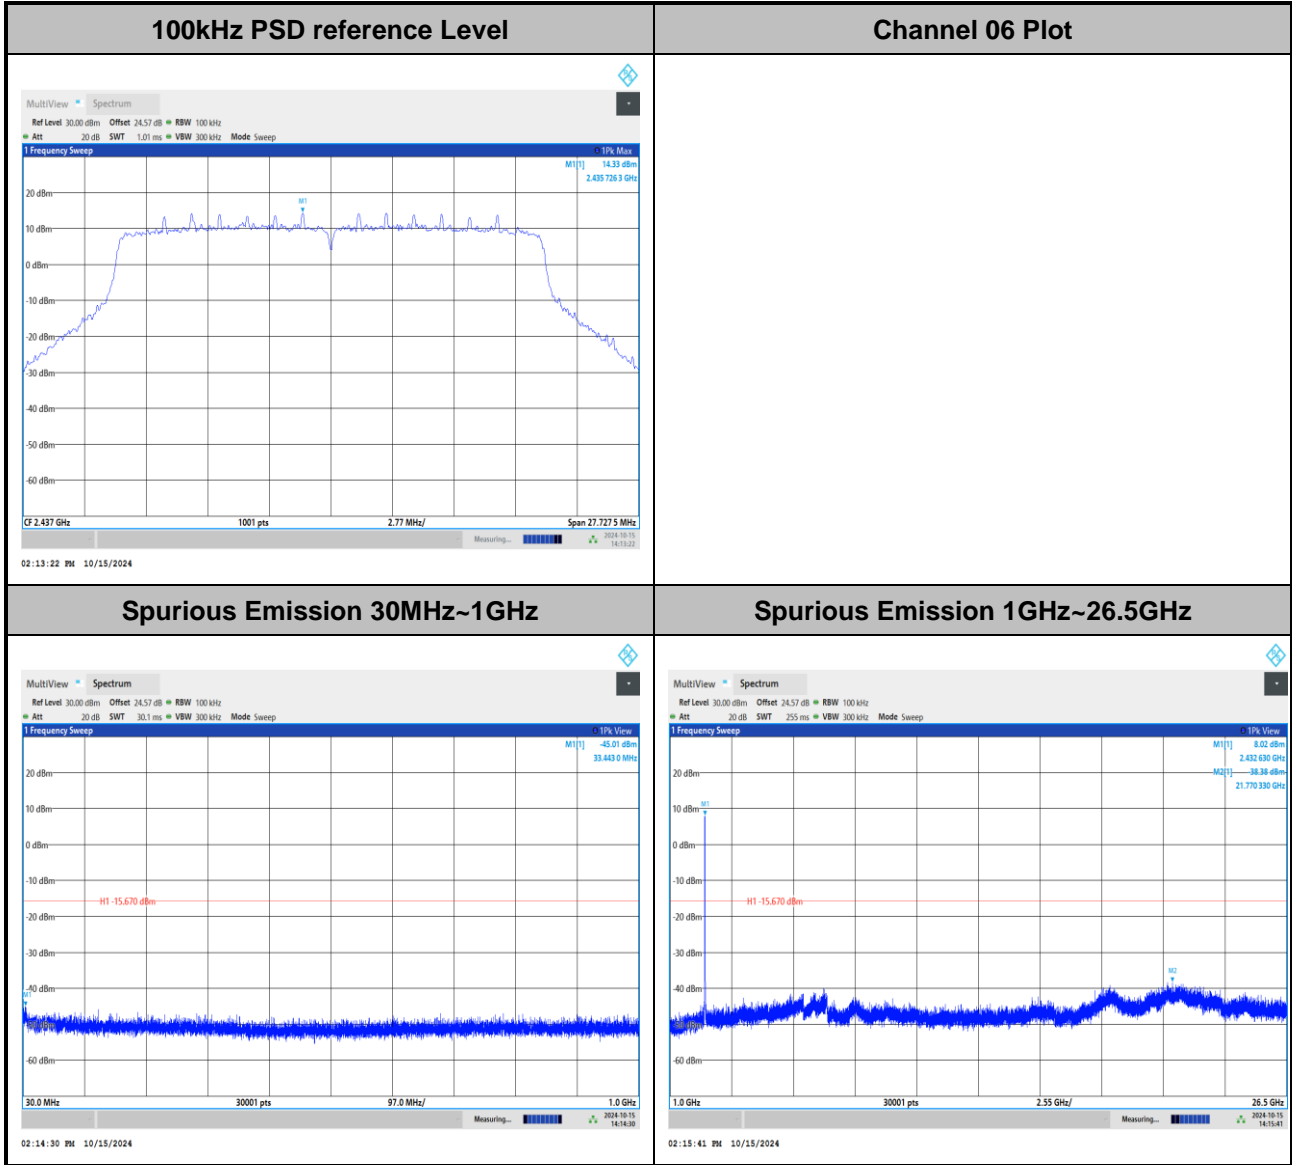 100kHz PSD reference Level
Channel 06 Plot
MultiView Spectrum
Ref Level 30.00 dBm Offset 24.57 dB RBW 100 kHz
Att 20 dB SWT 1.01 ms VBW 300 kHz Mode Sweep
1 Frequency Sweep 1Pk Max
M1[1] 14.33 dBm
2.435 726 3 GHz
M1
20 dBm
10 dBm
0 dBm
-10 dBm
-20 dBm
-30 dBm
-40 dBm
-50 dBm
-60 dBm
CF 2.437 GHz 1001 pts 2.77 MHz/ Span 27.727 5 MHz
Measuring... 2024-10-15
14:13:22
02:13:22 PM 10/15/2024
Spurious Emission 30MHz~1GHz
MultiView Spectrum
Ref Level 30.00 dBm Offset 24.57 dB RBW 100 kHz
Att 20 dB SWT 30.1 ms VBW 300 kHz Mode Sweep
1 Frequency Sweep 1Pk View
M1[1] -45.01 dBm
33.443 0 MHz
20 dBm
10 dBm
0 dBm
-10 dBm
H1 -15.670 dBm
-20 dBm
-30 dBm
-40 dBm
M1
-50 dBm
-60 dBm
30.0 MHz 30001 pts 97.0 MHz/ 1.0 GHz
Measuring... 2024-10-15
14:14:30
02:14:30 PM 10/15/2024
Spurious Emission 1GHz~26.5GHz
MultiView Spectrum
Ref Level 30.00 dBm Offset 24.57 dB RBW 100 kHz
Att 20 dB SWT 255 ms VBW 300 kHz Mode Sweep
1 Frequency Sweep 1Pk View
M1[1] 8.02 dBm
2.432 630 GHz
M2[1] -38.38 dBm
21.770 330 GHz
20 dBm
M1
10 dBm
0 dBm
-10 dBm
H1 -15.670 dBm
-20 dBm
-30 dBm
M2
-40 dBm
-50 dBm
-60 dBm
1.0 GHz 30001 pts 2.55 GHz/ 26.5 GHz
Measuring... 2024-10-15
14:15:41
02:15:41 PM 10/15/2024